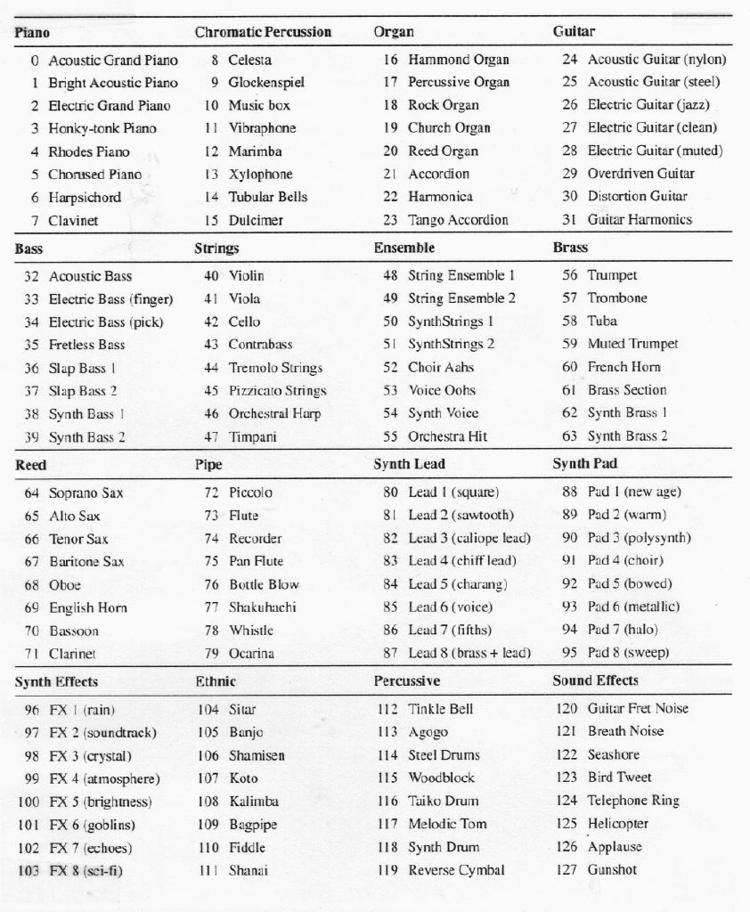 Piano Chromatic Percussion Organ Guitar
0 Acoustic Grand Piano 8 Celesta 16 Hammond Organ 24 Acoustic Guitar (nylon)
1 Bright Acoustic Piano 9 Glockenspiel 17 Percussive Organ 25 Acoustic Guitar (steel)
2 Electric Grand Piano 10 Music box 18 Rock Organ 26 Electric Guitar (jazz)
3 Honky-tonk Piano 11 Vibraphone 19 Church Organ 27 Electric Guitar (clean)
4 Rhodes Piano 12 Marimba 20 Reed Organ 28 Electric Guitar (muted)
5 Chorused Piano 13 Xylophone 21 Accordion 29 Overdriven Guitar
6 Harpsichord 14 Tubular Bells 22 Harmonica 30 Distortion Guitar
7 Clavinet 15 Dulcimer 23 Tango Accordion 31 Guitar Harmonics
Bass Strings Ensemble Brass
32 Acoustic Bass 40 Violin 48 String Ensemble 1 56 Trumpet
33 Electric Bass (finger) 41 Viola 49 String Ensemble 2 57 Trombone
34 Electric Bass (pick) 42 Cello 50 SynthStrings 1 58 Tuba
35 Fretless Bass 43 Contrabass 51 SynthStrings 2 59 Muted Trumpet
36 Slap Bass 1 44 Tremolo Strings 52 Choir Aahs 60 French Horn
37 Slap Bass 2 45 Pizzicato Strings 53 Voice Oohs 61 Brass Section
38 Synth Bass 1 46 Orchestral Harp 54 Synth Voice 62 Synth Brass 1
39 Synth Bass 2 47 Timpani 55 Orchestra Hit 63 Synth Brass 2
Reed Pipe Synth Lead Synth Pad
64 Soprano Sax 72 Piccolo 80 Lead 1 (square) 88 Pad 1 (new age)
65 Alto Sax 73 Flute 81 Lead 2 (sawtooth) 89 Pad 2 (warm)
66 Tenor Sax 74 Recorder 82 Lead 3 (caliope lead) 90 Pad 3 (polysynth)
67 Baritone Sax 75 Pan Flute 83 Lead 4 (chiff lead) 91 Pad 4 (choir)
68 Oboe 76 Bottle Blow 84 Lead 5 (charang) 92 Pad 5 (bowed)
69 English Horn 77 Shakuhachi 85 Lead 6 (voice) 93 Pad 6 (metallic)
70 Bassoon 78 Whistle 86 Lead 7 (fifths) 94 Pad 7 (halo)
71 Clarinet 79 Ocarina 87 Lead 8 (brass + lead) 95 Pad 8 (sweep)
Synth Effects Ethnic Percussive Sound Effects
96 FX 1 (rain) 104 Sitar 112 Tinkle Bell 120 Guitar Fret Noise
97 FX 2 (soundtrack) 105 Banjo 113 Agogo 121 Breath Noise
98 FX 3 (crystal) 106 Shamisen 114 Steel Drums 122 Seashore
99 FX 4 (atmosphere) 107 Koto 115 Woodblock 123 Bird Tweet
100 FX 5 (brightness) 108 Kalimba 116 Taiko Drum 124 Telephone Ring
101 FX 6 (goblins) 109 Bagpipe 117 Melodic Tom 125 Helicopter
102 FX 7 (echoes) 110 Fiddle 118 Synth Drum 126 Applause
103 FX 8 (sci-fi) 111 Shanai 119 Reverse Cymbal 127 Gunshot